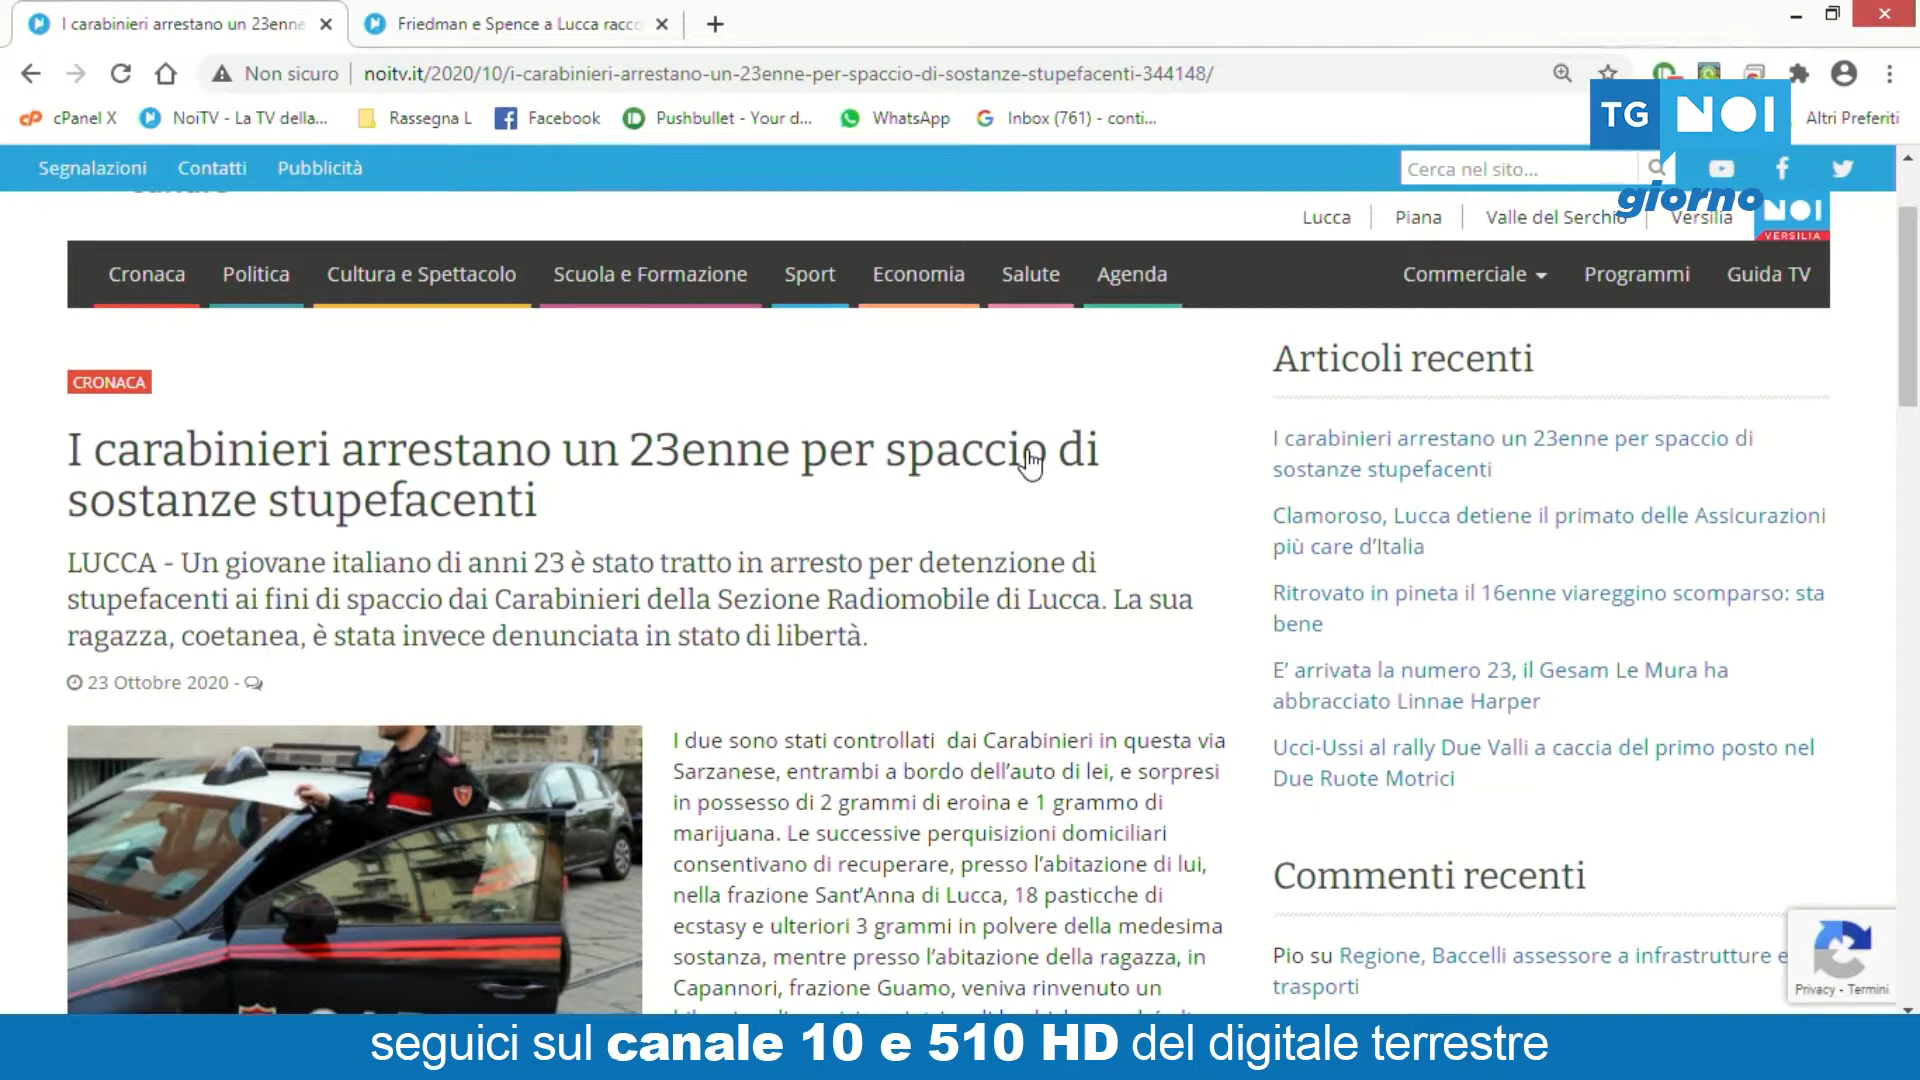 I carabinieri arrestano un 23enne
Friedman e Spence a Lucca racco
Non sicuro
noitv.it/2020/10/i-carabinieri-arrestano-un-23enne-per-spaccio-di-sostanze-stupefacenti-344148/
cPanel X
NoiTV - La TV della...
Rassegna L
Facebook
Pushbullet - Your d...
WhatsApp
Inbox (761) - conti...
Altri Preferiti
TG NOI
giorno
Segnalazioni
Contatti
Pubblicità
Cerca nel sito...
Lucca
Piana
Valle del Serchio
Versilia
NOI
VERSILIA
Cronaca
Politica
Cultura e Spettacolo
Scuola e Formazione
Sport
Economia
Salute
Agenda
Commerciale
Programmi
Guida TV
CRONACA
I carabinieri arrestano un 23enne per spaccio di
sostanze stupefacenti
LUCCA - Un giovane italiano di anni 23 è stato tratto in arresto per detenzione di
stupefacenti ai fini di spaccio dai Carabinieri della Sezione Radiomobile di Lucca. La sua
ragazza, coetanea, è stata invece denunciata in stato di libertà.
23 Ottobre 2020 -
I due sono stati controllati dai Carabinieri in questa via
Sarzanese, entrambi a bordo dell'auto di lei, e sorpresi
in possesso di 2 grammi di eroina e 1 grammo di
marijuana. Le successive perquisizioni domiciliari
consentivano di recuperare, presso l'abitazione di lui,
nella frazione Sant'Anna di Lucca, 18 pasticche di
ecstasy e ulteriori 3 grammi in polvere della medesima
sostanza, mentre presso l'abitazione della ragazza, in
Capannori, frazione Guamo, veniva rinvenuto un
Articoli recenti
I carabinieri arrestano un 23enne per spaccio di
sostanze stupefacenti
Clamoroso, Lucca detiene il primato delle Assicurazioni
più care d'Italia
Ritrovato in pineta il 16enne viareggino scomparso: sta
bene
E' arrivata la numero 23, il Gesam Le Mura ha
abbracciato Linnae Harper
Ucci-Ussi al rally Due Valli a caccia del primo posto nel
Due Ruote Motrici
Commenti recenti
Pio su Regione, Baccelli assessore a infrastrutture e
trasporti
Privacy - Termini
seguici sul canale 10 e 510 HD del digitale terrestre